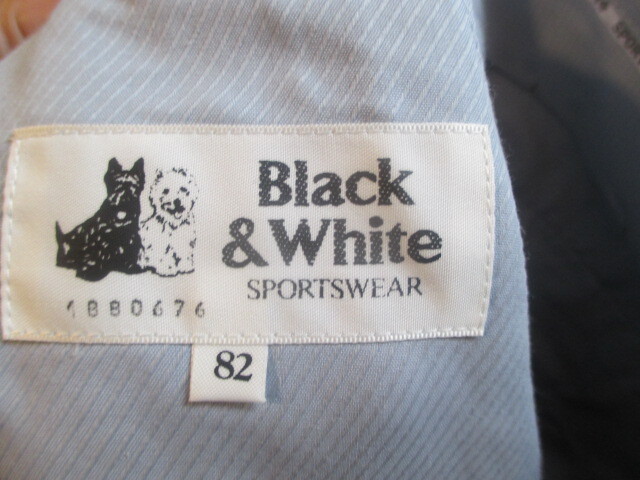 Black
& White
SPORTSWEAR
1880676
82